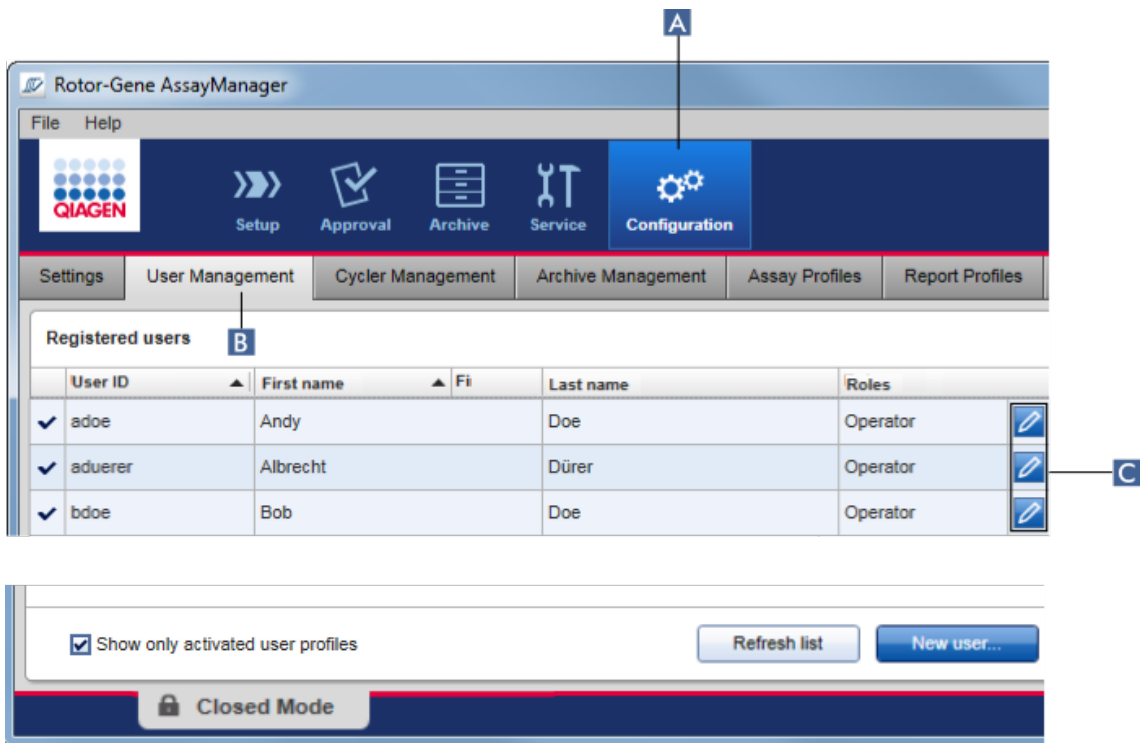 A
Rotor-Gene AssayManager
File Help
QIAGEN
Setup Approval Archive Service Configuration
Settings User Management Cycler Management Archive Management Assay Profiles Report Profiles
B
Registered users
User ID First name Fi Last name Roles
adoe Andy Doe Operator
aduerer Albrecht Dürer Operator
C
bdoe Bob Doe Operator
Show only activated user profiles Refresh list New user...
Closed Mode